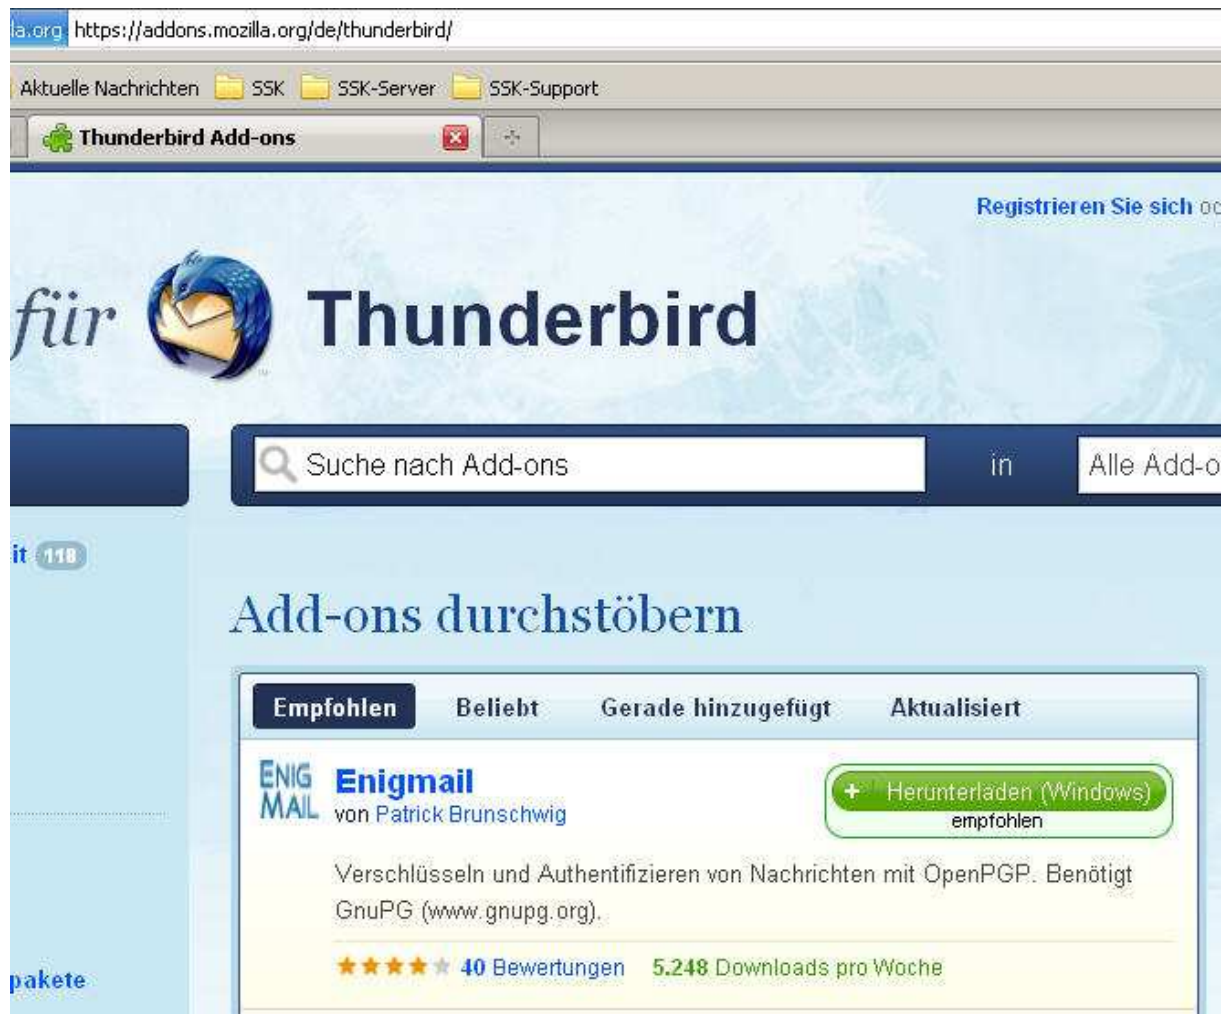 la.org https://addons.mozilla.org/de/thunderbird/
Aktuelle Nachrichten SSK SSK-Server SSK-Support
Thunderbird Add-ons
Registrieren Sie sich
für Thunderbird
Suche nach Add-ons in Alle Add-o
it 118
Add-ons durchstöbern
Empfohlen Beliebt Gerade hinzugefügt Aktualisiert
ENIG
MAIL
Enigmail
von Patrick Brunschwig
+ Herunterladen (Windows)
empfohlen
Verschlüsseln und Authentifizieren von Nachrichten mit OpenPGP. Benötigt
GnuPG (www.gnupg.org).
40 Bewertungen 5.248 Downloads pro Woche
pakete